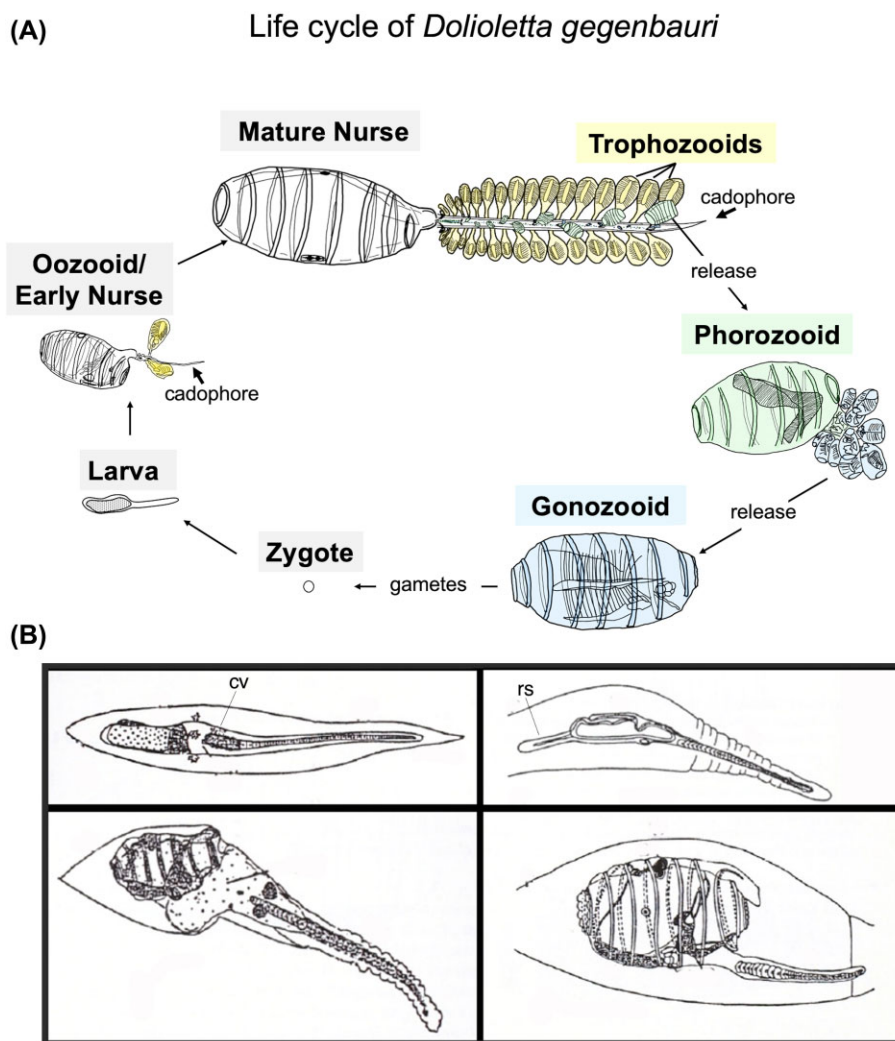 (A)
Life cycle of Dolioletta gegenbauri
Mature Nurse
Trophozooids
cadophore
Oozooid/
Early Nurse
release
Phorozooid
cadophore
Larva
Gonozooid
release
Zygote
gametes
(B)
cv
rs